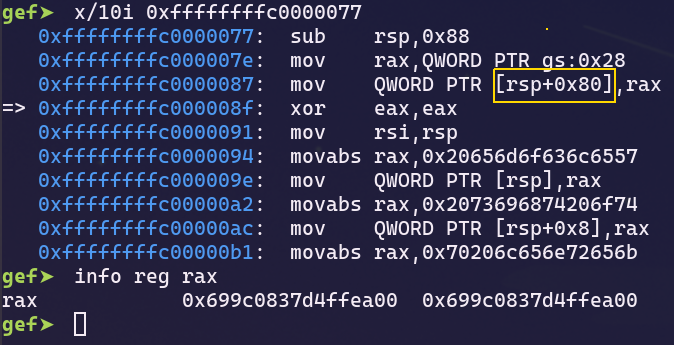 gef➤  x/10i 0xffffffffc0000077
   0xffffffffc0000077:  sub    rsp,0x88
   0xffffffffc000007e:  mov    rax,QWORD PTR gs:0x28
   0xffffffffc0000087:  mov    QWORD PTR [rsp+0x80],rax
=> 0xffffffffc000008f:  xor    eax,eax
   0xffffffffc0000091:  mov    rsi,rsp
   0xffffffffc0000094:  movabs rax,0x20656d6f636c6557
   0xffffffffc000009e:  mov    QWORD PTR [rsp],rax
   0xffffffffc00000a2:  movabs rax,0x2073696874206f74
   0xffffffffc00000ac:  mov    QWORD PTR [rsp+0x8],rax
   0xffffffffc00000b1:  movabs rax,0x70206c656e72656b
gef➤  info reg rax
rax            0x699c0837d4ffea00  0x699c0837d4ffea00
gef➤